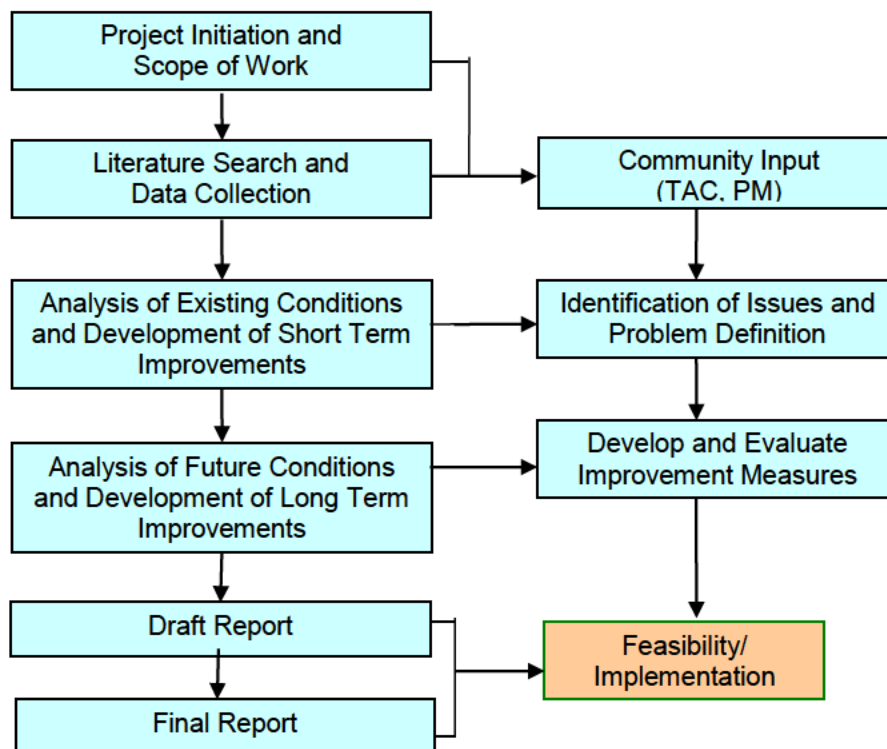 Project Initiation and
Scope of Work
Literature Search and
Data Collection
Community Input
(TAC, PM)
Analysis of Existing Conditions
and Development of Short Term
Improvements
Identification of Issues and
Problem Definition
Analysis of Future Conditions
and Development of Long Term
Improvements
Develop and Evaluate
Improvement Measures
Draft Report
Feasibility/
Implementation
Final Report